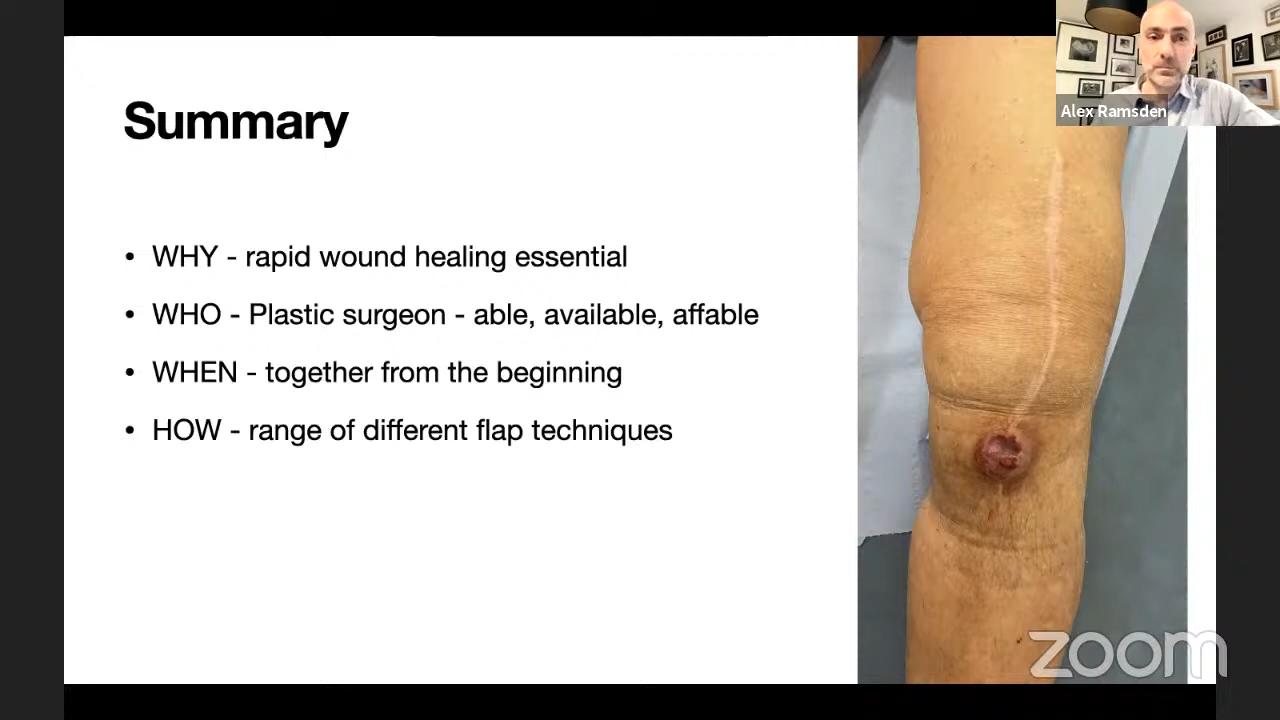 Alex Ramsden
Summary
• WHY - rapid wound healing essential
• WHO - Plastic surgeon - able, available, affable
• WHEN - together from the beginning
• HOW - range of different flap techniques
zoom